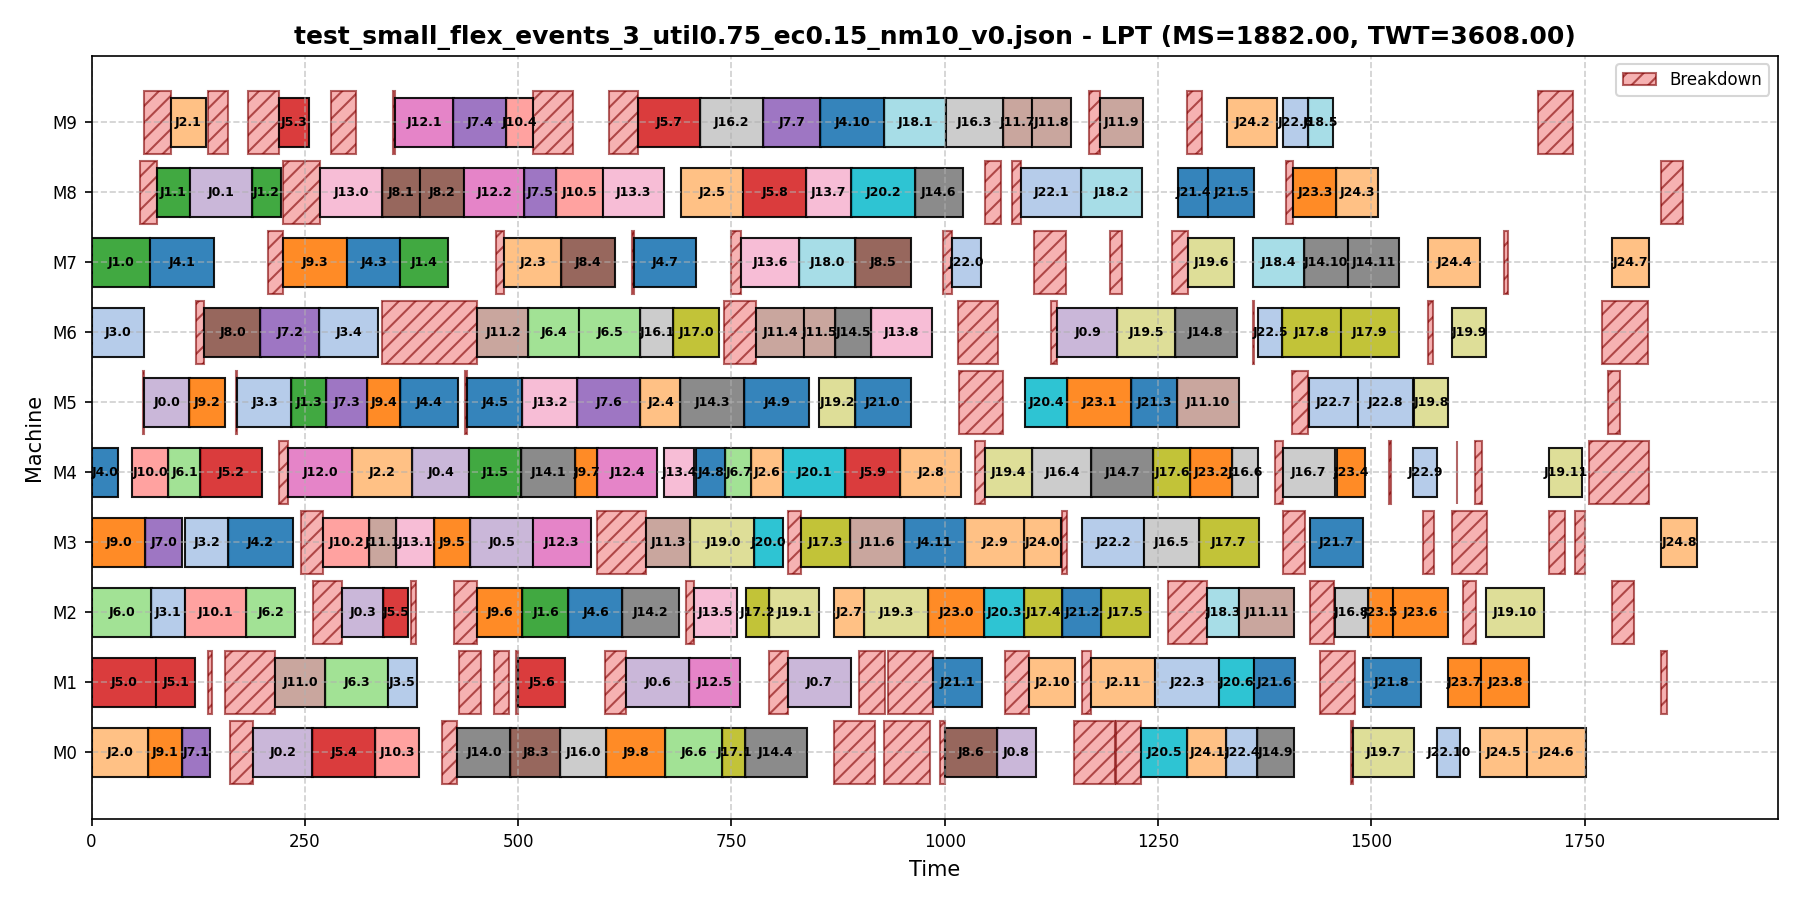 test_small_flex_events_3_util0.75_ec0.15_nm10_v0.json - LPT (MS=1882.00, TWT=3608.00)
Breakdown
M9 J2.1 J5.3 J12.1 J7.4 J10.4 J5.7 J16.2 J7.7 J4.10 J18.1 J16.3 J11.7 J11.8 J11.9 J24.2 J22.6 J18.5
M8 J1.1 J0.1 J1.2 J13.0 J8.1 J8.2 J12.2 J7.5 J10.5 J13.3 J2.5 J5.8 J13.7 J20.2 J14.6 J22.1 J18.2 J21.4 J21.5 J23.3 J24.3
M7 J1.0 J4.1 J9.3 J4.3 J1.4 J2.3 J8.4 J4.7 J13.6 J18.0 J8.5 J22.0 J19.6 J18.4 J14.10 J14.11 J24.4 J24.7
M6 J3.0 J8.0 J7.2 J3.4 J11.2 J6.4 J6.5 J16.1 J17.0 J11.4 J11.5 J14.5 J13.8 J0.9 J19.5 J14.8 J22.5 J17.8 J17.9 J19.9
M5 J0.0 J9.2 J3.3 J1.3 J7.3 J9.4 J4.4 J4.5 J13.2 J7.6 J2.4 J14.3 J4.9 J19.2 J21.0 J20.4 J23.1 J21.3 J11.10 J22.7 J22.8 J19.8
M4 J4.0 J10.0 J6.1 J5.2 J12.0 J2.2 J0.4 J1.5 J14.1 J9.7 J12.4 J13.4 J4.8 J6.7 J2.6 J20.1 J5.9 J2.8 J19.4 J16.4 J14.7 J17.6 J23.2 J16.6 J16.7 J23.4 J22.9 J19.11
M3 J9.0 J7.0 J3.2 J4.2 J10.2 J11.1 J13.1 J9.5 J0.5 J12.3 J11.3 J19.0 J20.0 J17.3 J11.6 J4.11 J2.9 J24.0 J22.2 J16.5 J17.7 J21.7 J24.8
M2 J6.0 J3.1 J10.1 J6.2 J0.3 J5.5 J9.6 J1.6 J4.6 J14.2 J13.5 J17.2 J19.1 J2.7 J19.3 J23.0 J20.3 J17.4 J21.2 J17.5 J18.3 J11.11 J16.8 J23.5 J23.6 J19.10
M1 J5.0 J5.1 J11.0 J6.3 J3.5 J5.6 J0.6 J12.5 J0.7 J21.1 J2.10 J2.11 J22.3 J20.6 J21.6 J21.8 J23.7 J23.8
M0 J2.0 J9.1 J7.1 J0.2 J5.4 J10.3 J14.0 J8.3 J16.0 J9.8 J6.6 J17.1 J14.4 J8.6 J0.8 J20.5 J24.1 J22.4 J14.9 J19.7 J22.10 J24.5 J24.6
0 250 500 750 1000 1250 1500 1750
Time
Machine